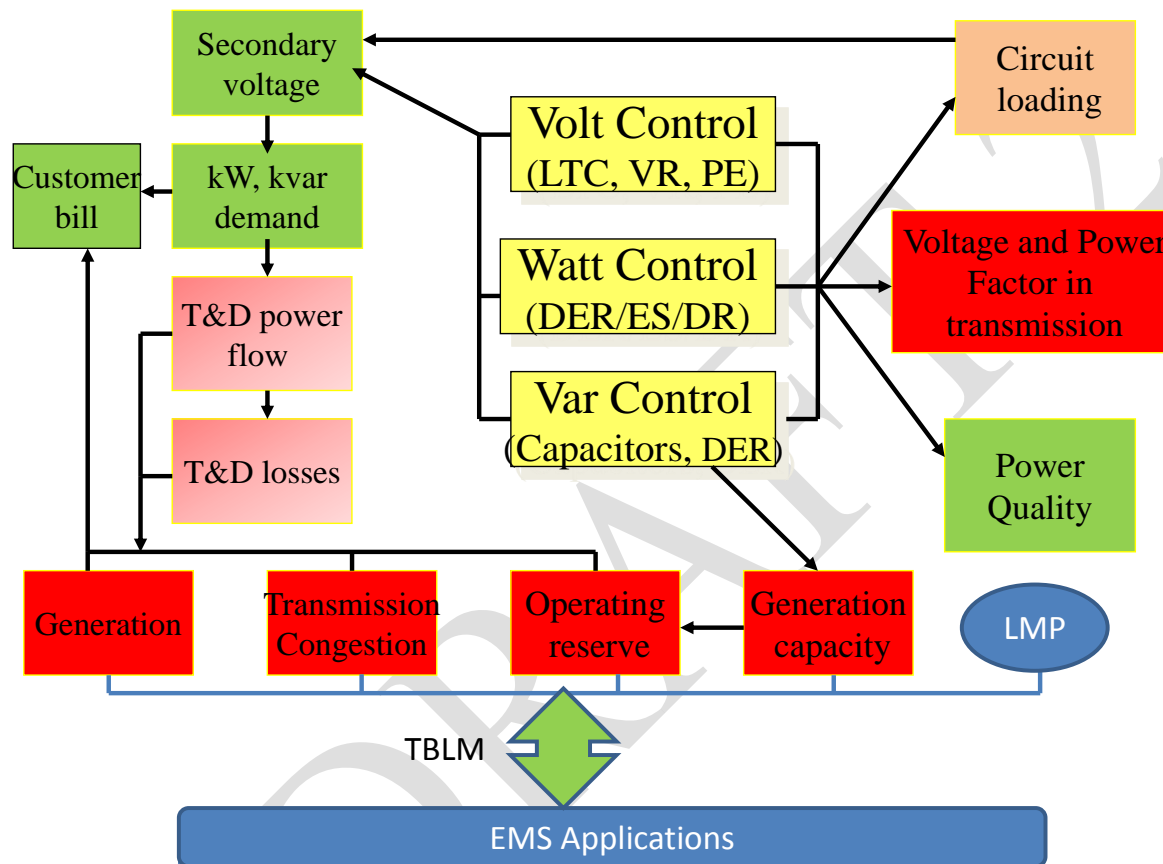 Secondary
voltage
Circuit
loading
Volt Control
(LTC, VR, PE)
Customer
bill
kW, kvar
demand
Watt Control
(DER/ES/DR)
Voltage and Power
Factor in
transmission
T&D power
flow
Var Control
(Capacitors, DER)
T&D losses
Power
Quality
Generation
Transmission
Congestion
Operating
reserve
Generation
capacity
LMP
TBLM
EMS Applications
DRAFT 2